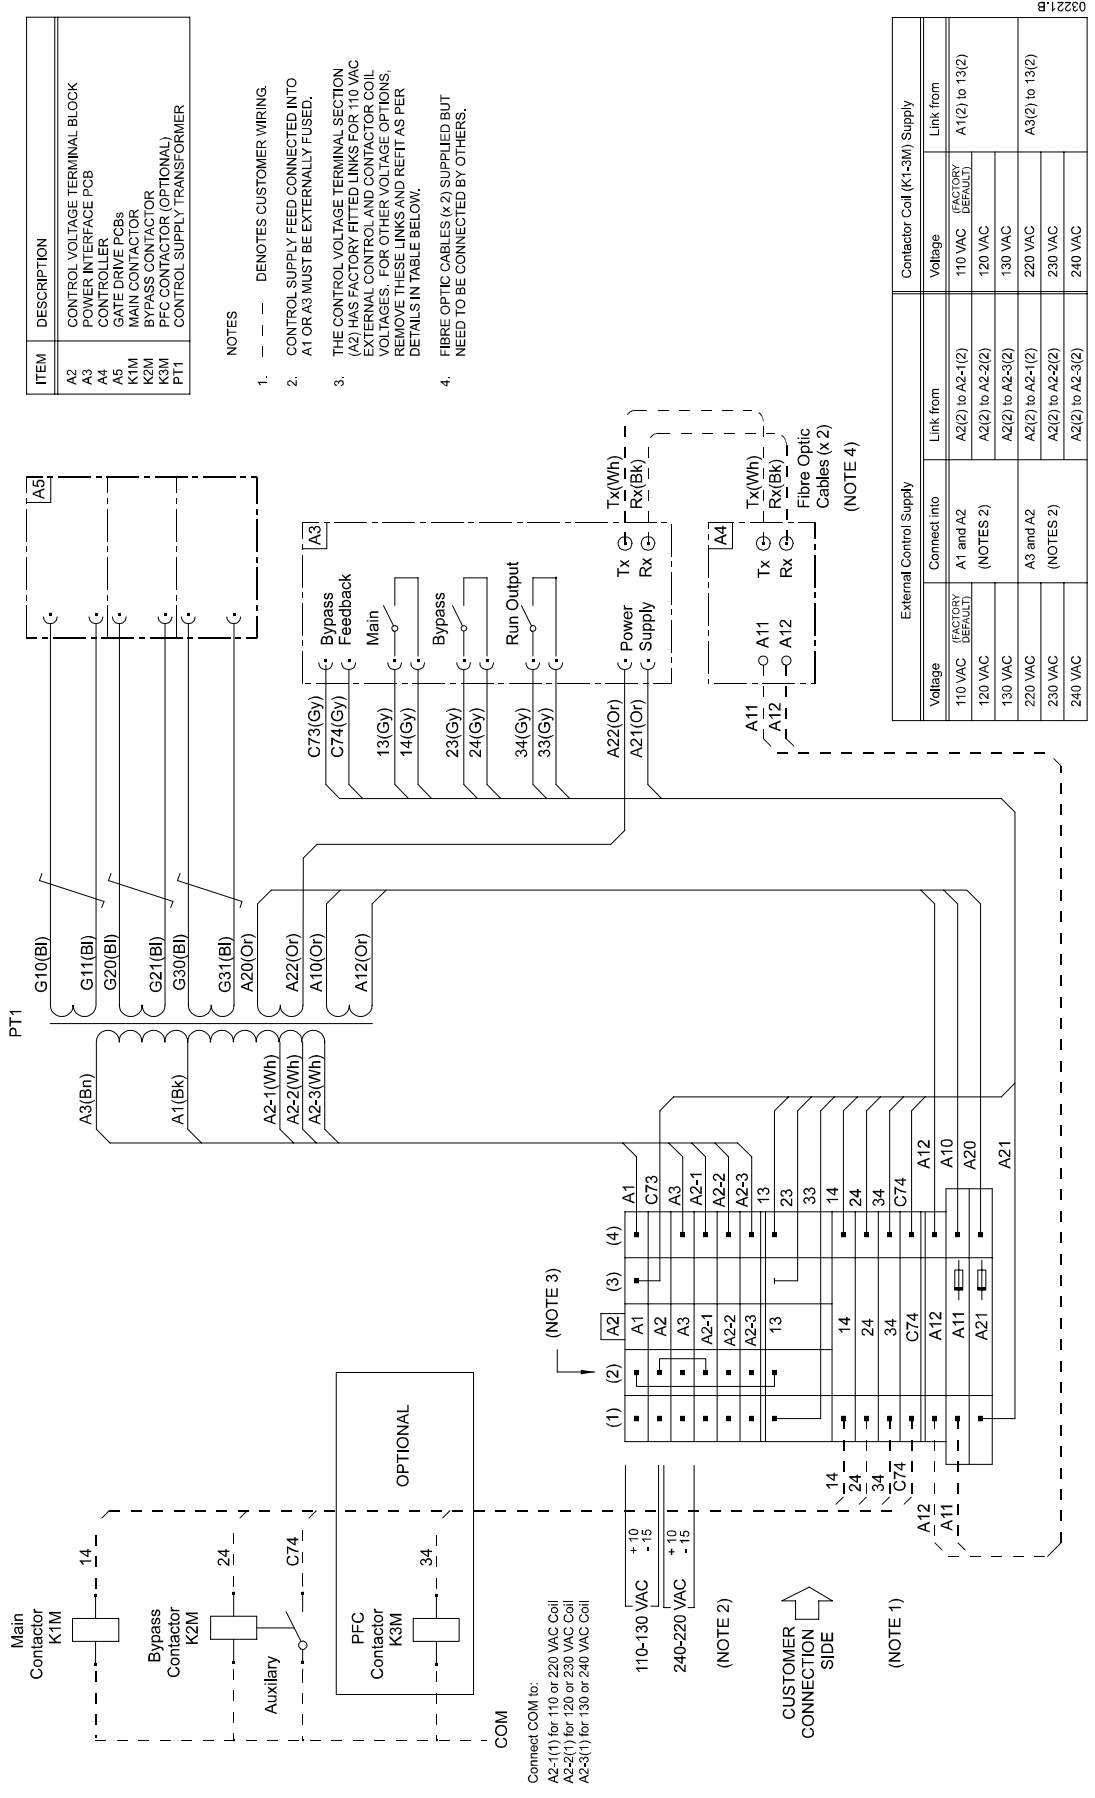 03221.B
ITEM DESCRIPTION
A2 CONTROL VOLTAGE TERMINAL BLOCK
A3 POWER INTERFACE PCB
A4 CONTROLLER
A5 GATE DRIVE PCBs
K1M MAIN CONTACTOR
K2M BYPASS CONTACTOR
K3M PFC CONTACTOR (OPTIONAL)
PT1 CONTROL SUPPLY TRANSFORMER
NOTES
1. — — — DENOTES CUSTOMER WIRING.
2. CONTROL SUPPLY FEED CONNECTED INTO
A1 OR A3 MUST BE EXTERNALLY FUSED.
3. THE CONTROL VOLTAGE TERMINAL SECTION
(A2) HAS FACTORY FITTED LINKS FOR 110 VAC
EXTERNAL CONTROL AND CONTACTOR COIL
VOLTAGES. FOR OTHER VOLTAGE OPTIONS,
REMOVE THESE LINKS AND REFIT AS PER
DETAILS IN TABLE BELOW.
4. FIBRE OPTIC CABLES (x 2) SUPPLIED BUT
NEED TO BE CONNECTED BY OTHERS.
External Control Supply Contactor Coil (K1-3M) Supply
Voltage Connect into Link from Voltage Link from
110 VAC (FACTORY DEFAULT) A1 and A2 A2(2) to A2-1(2) 110 VAC (FACTORY DEFAULT) A1(2) to 13(2)
120 VAC (NOTES 2) A2(2) to A2-2(2) 120 VAC
130 VAC A2(2) to A2-3(2) 130 VAC
220 VAC A3 and A2 A2(2) to A2-1(2) 220 VAC A3(2) to 13(2)
230 VAC (NOTES 2) A2(2) to A2-2(2) 230 VAC
240 VAC A2(2) to A2-3(2) 240 VAC
PT1
A5
G10(Bl)
G11(Bl)
G20(Bl)
G21(Bl)
G30(Bl)
G31(Bl)
A20(Or)
A22(Or)
A10(Or)
A12(Or)
A3(Bn)
A1(Bk)
A2-1(Wh)
A2-2(Wh)
A2-3(Wh)
A3
Bypass
Feedback
Main
Bypass
Run Output
Power
Supply
Tx
Rx
C73(Gy)
C74(Gy)
13(Gy)
14(Gy)
23(Gy)
24(Gy)
34(Gy)
33(Gy)
A22(Or)
A21(Or)
Tx(Wh)
Rx(Bk)
A4
Tx(Wh)
Rx(Bk)
Tx
Rx
A11
A12
A11
A12
Fibre Optic
Cables (x 2)
(NOTE 4)
(NOTE 3)
A2
(1) (2) (3) (4)
A1
A2
A3
A2-1
A2-2
A2-3
13
14
24
34
C74
A12
A11
A21
A1
C73
A3
A2-1
A2-2
A2-3
13
23
33
14
24
34
C74
A12
A10
A20
A21
14
24
34
C74
A12
A11
Main
Contactor
K1M
14
Bypass
Contactor
K2M
24
Auxilary
C74
OPTIONAL
PFC
Contactor
K3M
34
COM
Connect COM to:
A2-1(1) for 110 or 220 VAC Coil
A2-2(1) for 120 or 230 VAC Coil
A2-3(1) for 130 or 240 VAC Coil
110-130 VAC + 10 - 15
240-220 VAC + 10 - 15
(NOTE 2)
CUSTOMER
CONNECTION
SIDE
(NOTE 1)